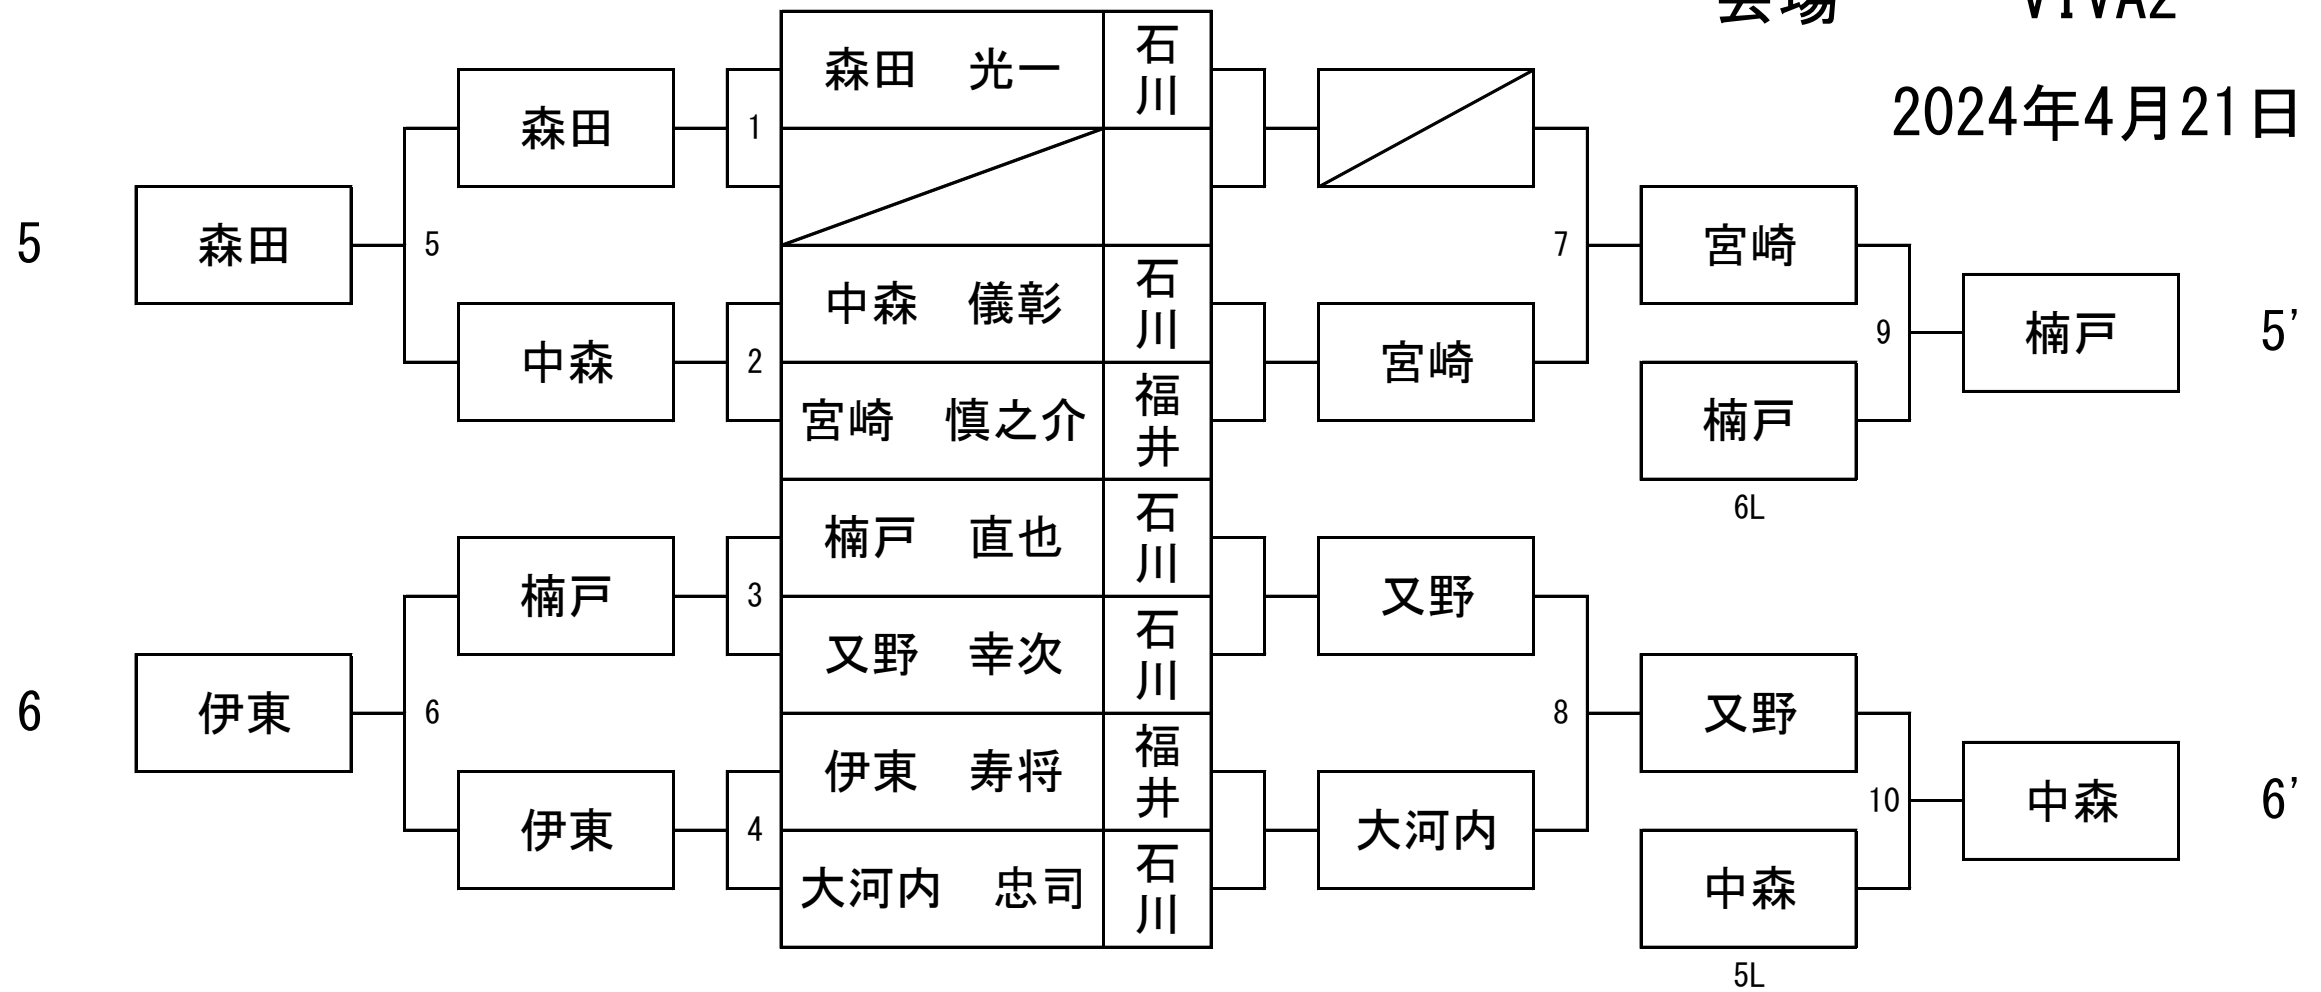 会場 VIVA2
2024年4月21日
森田 光一 石川
森田 1
5 森田 5 7 宮崎
中森 儀彰 石川
中森 2 宮崎
9 楠戸 5'
宮崎 慎之介 福井 楠戸
6L
楠戸 直也 石川
楠戸 3 又野
又野 幸次 石川
6 伊東 6 8 又野
伊東 寿将 福井
10 中森 6'
伊東 4 大河内
大河内 忠司 石川 中森
5L